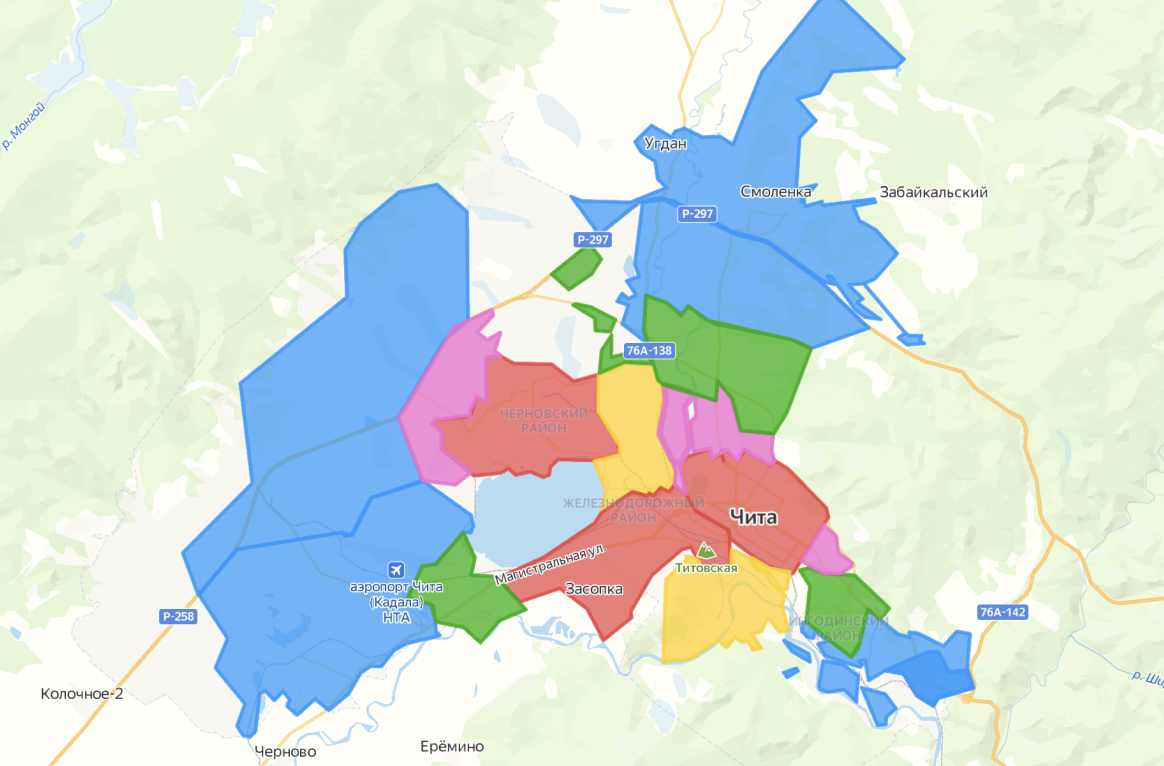 р. Монгой
Угдан
Смоленка
Забайкальский
Р-297
Р-297
76А-138
ЧЕРНОВСКИЙ
РАЙОН
ЖЕЛЕЗНОДОРОЖНЫЙ
РАЙОН
Чита
Магистральная ул.
Титовская
аэропорт Чита
(Кадала)
НТА
Засопка
Р-258
76А-142
ИНГОДИНСКИЙ
РАЙОН
р. Ши
Колочное-2
Черново
Ерёмино